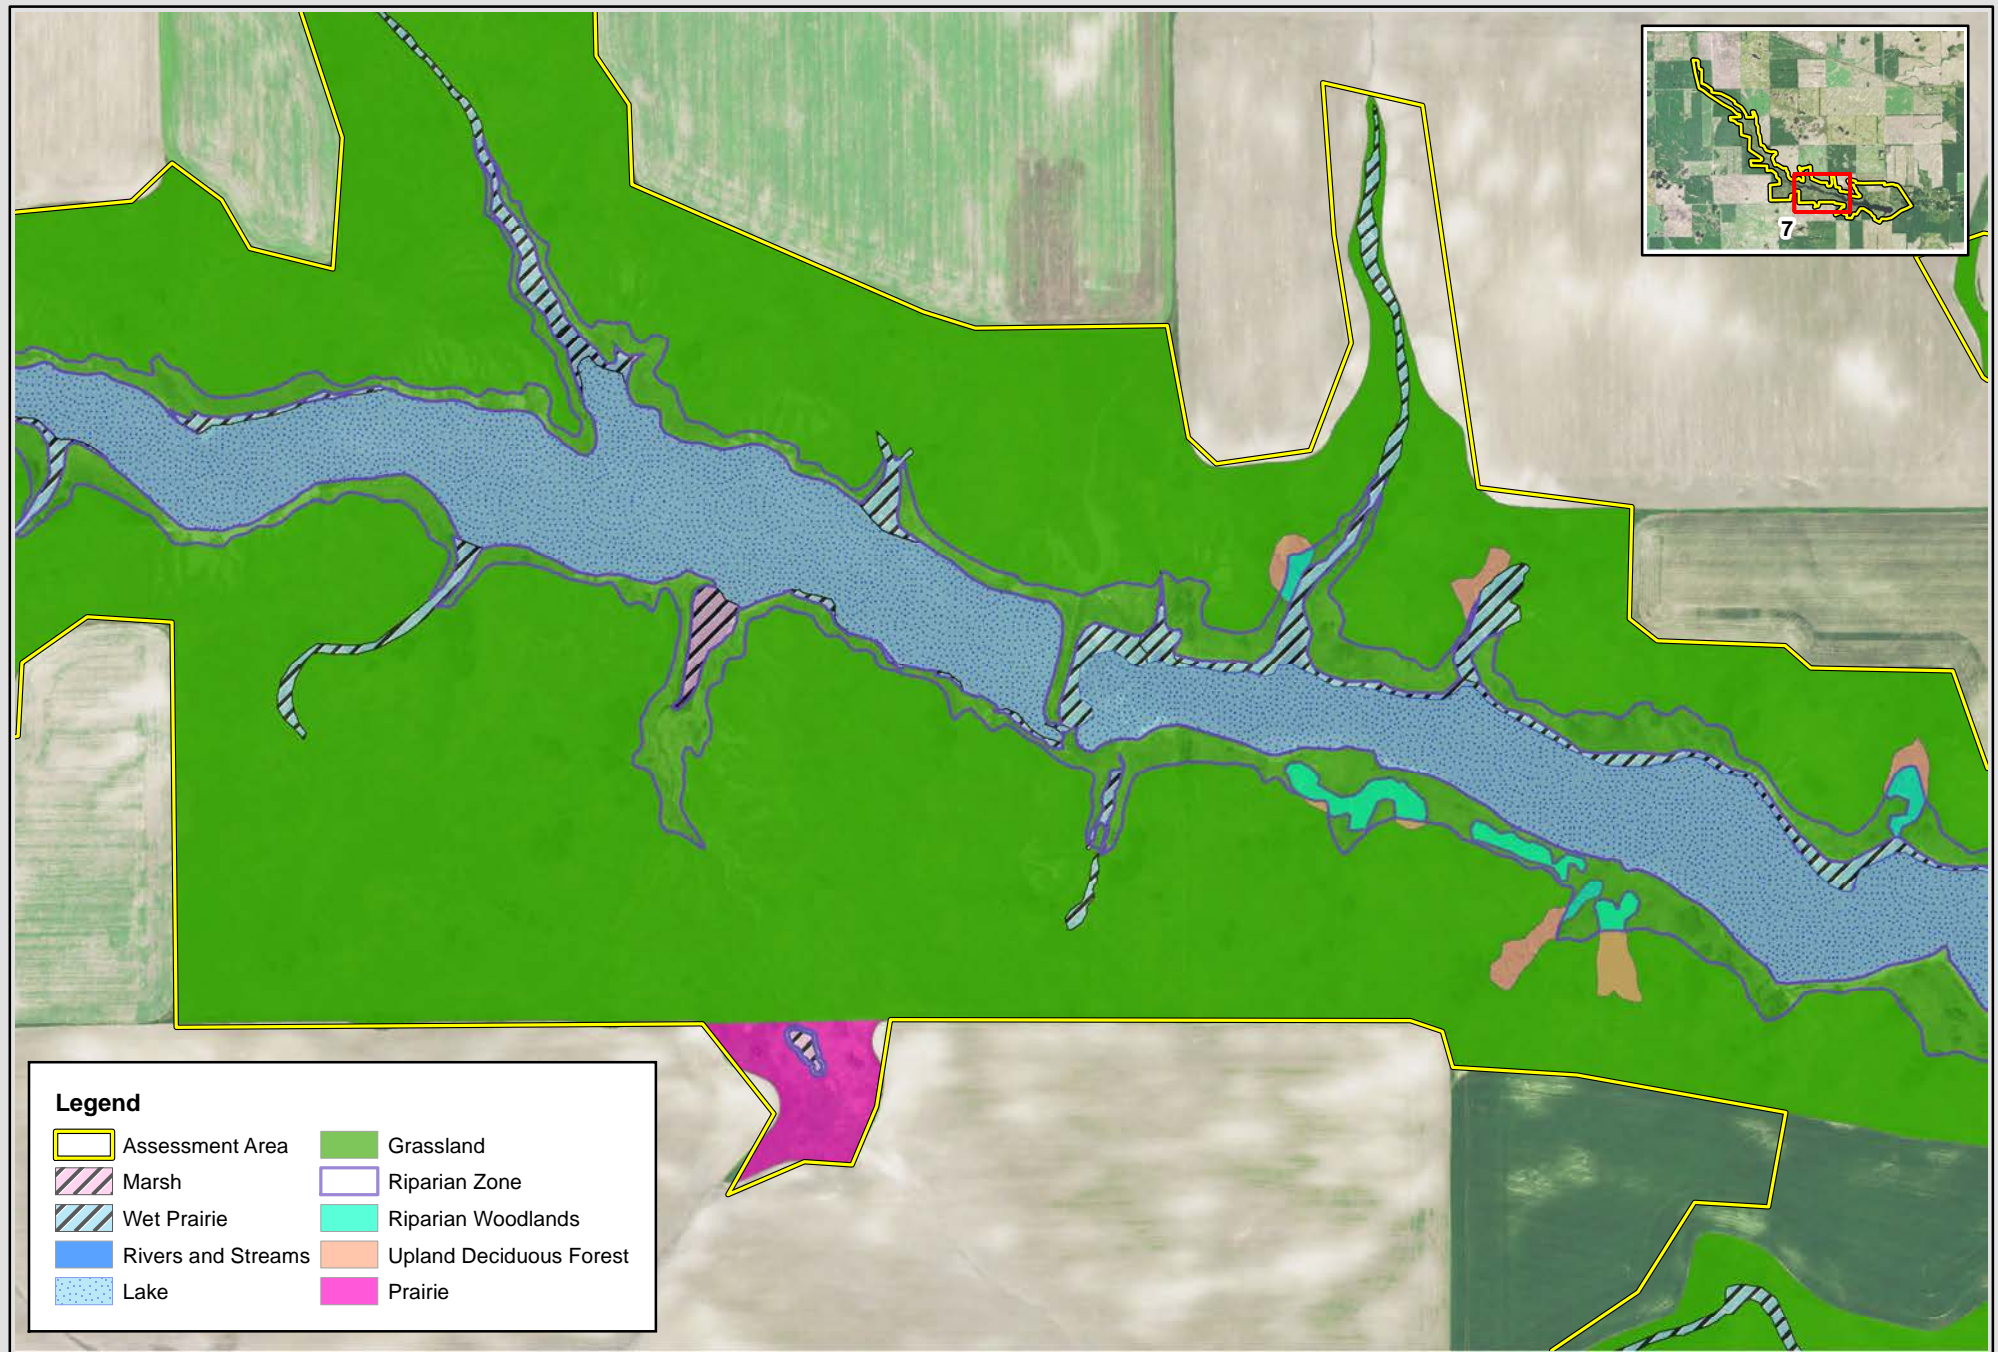 7
Legend
Assessment Area
Marsh
Wet Prairie
Rivers and Streams
Lake
Grassland
Riparian Zone
Riparian Woodlands
Upland Deciduous Forest
Prairie